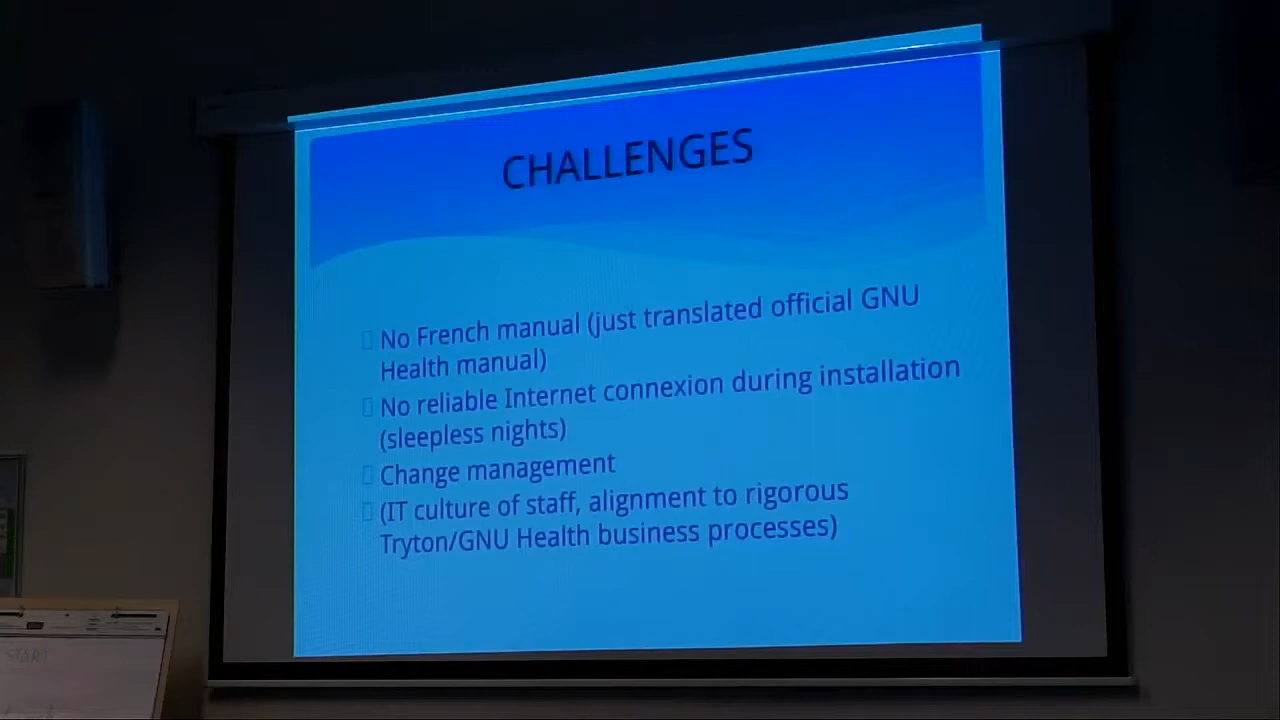 CHALLENGES
No French manual (just translated official GNU
Health manual)
No reliable Internet connexion during installation
(sleepless nights)
Change management
(IT culture of staff, alignment to rigorous
Tryton/GNU Health business processes)
START